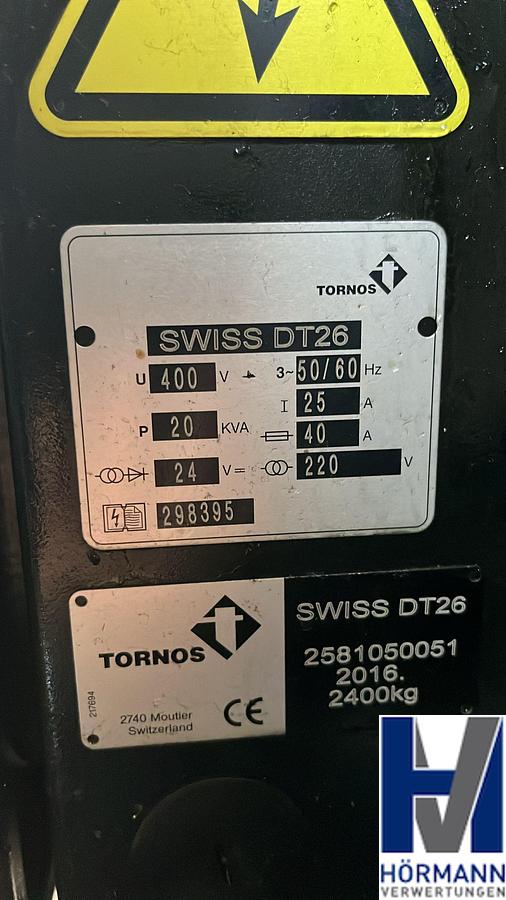 TORNOS
SWISS DT26
U 400 V 3~ 50/60 Hz
I 25 A
P 20 KVA
40 A
24 V= 220 V
298395
TORNOS
217694
2740 Moutier
Switzerland
CE
SWISS DT26
2581050051
2016.
2400kg
HÖRMANN
VERWERTUNGEN